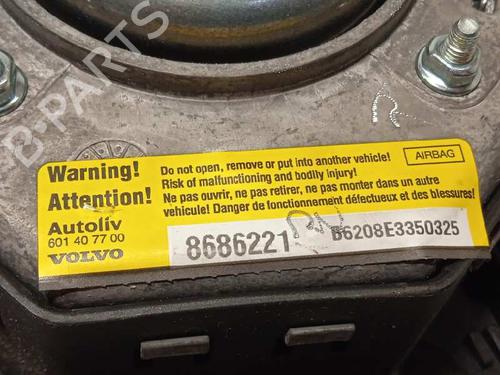 B-PARTS
Warning!
Attention!
Do not open, remove or put into another vehicle!
Risk of malfunctioning and bodily injury!
Ne pas ouvrir, ne pas retirer, ne pas monter dans un autre
vehicule! Danger de fonctionnement défectueux et des blessures!
AIRBAG
Autoliv
601 40 77 00
VOLVO
8686221
B6208E3350325